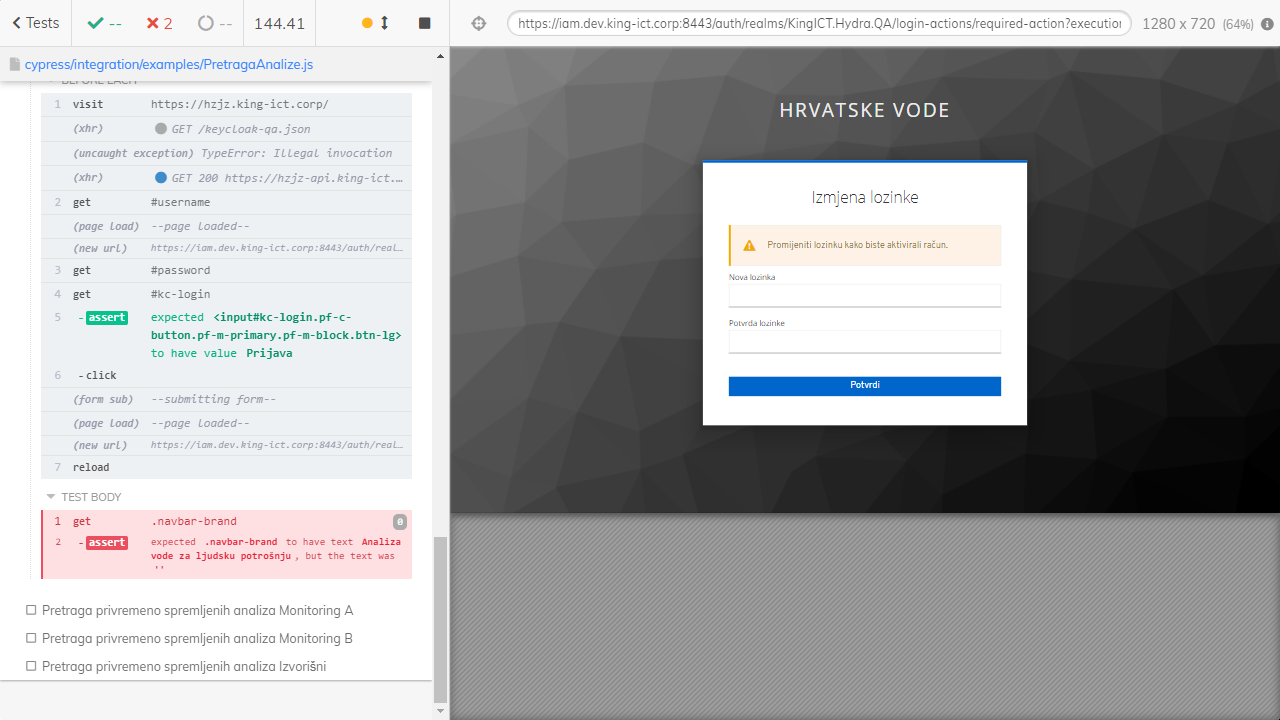 Tests
--
2
--
144.41
https://iam.dev.king-ict.corp:8443/auth/realms/KingICT.Hydra.QA/login-actions/required-action?execution
1280 x 720 (64%)
cypress/integration/examples/PretragaAnalize.js
BEFORE EACH
1 visit https://hzjz.king-ict.corp/
(xhr) GET /keycloak-qa.json
(uncaught exception) TypeError: Illegal invocation
(xhr) GET 200 https://hzjz-api.king-ict.…
2 get #username
(page load) --page loaded--
(new url) https://iam.dev.king-ict.corp:8443/auth/real…
3 get #password
4 get #kc-login
5 - assert expected <input#kc-login.pf-c-
button.pf-m-primary.pf-m-block.btn-lg>
to have value Prijava
6 - click
(form sub) --submitting form--
(page load) --page loaded--
(new url) https://iam.dev.king-ict.corp:8443/auth/real…
7 reload
TEST BODY
1 get .navbar-brand 0
2 - assert expected .navbar-brand to have text Analiza
vode za ljudsku potrošnju , but the text was
''
Pretraga privremeno spremljenih analiza Monitoring A
Pretraga privremeno spremljenih analiza Monitoring B
Pretraga privremeno spremljenih analiza Izvorišni
HRVATSKE VODE
Izmjena lozinke
Promijeniti lozinku kako biste aktivirali račun.
Nova lozinka
Potvrda lozinke
Potvrdi